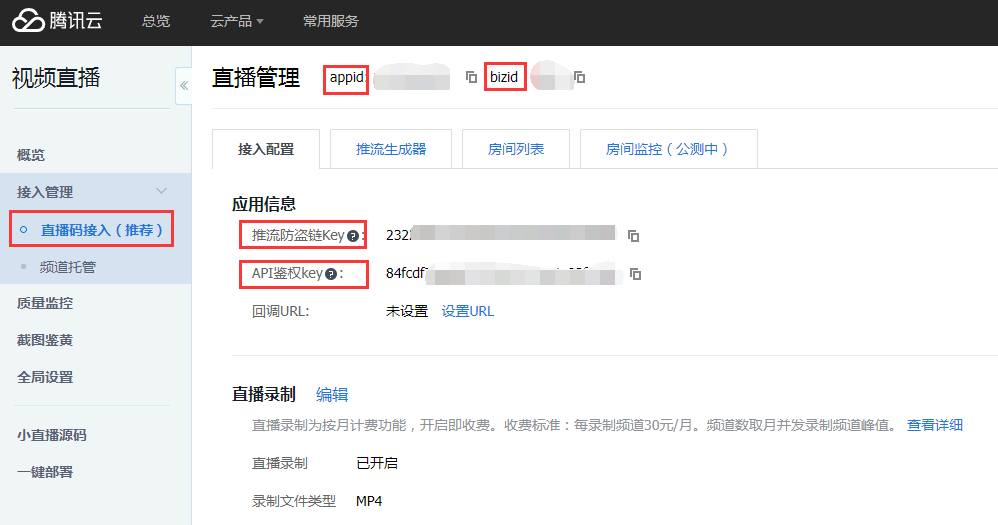 腾讯云 总览 云产品 常用服务
视频直播
概览
接入管理
直播码接入（推荐）
频道托管
质量监控
截图鉴黄
全局设置
小直播源码
一键部署
直播管理 appid: bizid
接入配置 推流生成器 房间列表 房间监控（公测中）
应用信息
推流防盗链Key ? : 232
API鉴权key ? : 84fcdf
回调URL: 未设置 设置URL
直播录制 编辑
直播录制为按月计费功能，开启即收费。收费标准：每录制频道30元/月。频道数取月并发录制频道峰值。 查看详细
直播录制 已开启
录制文件类型 MP4